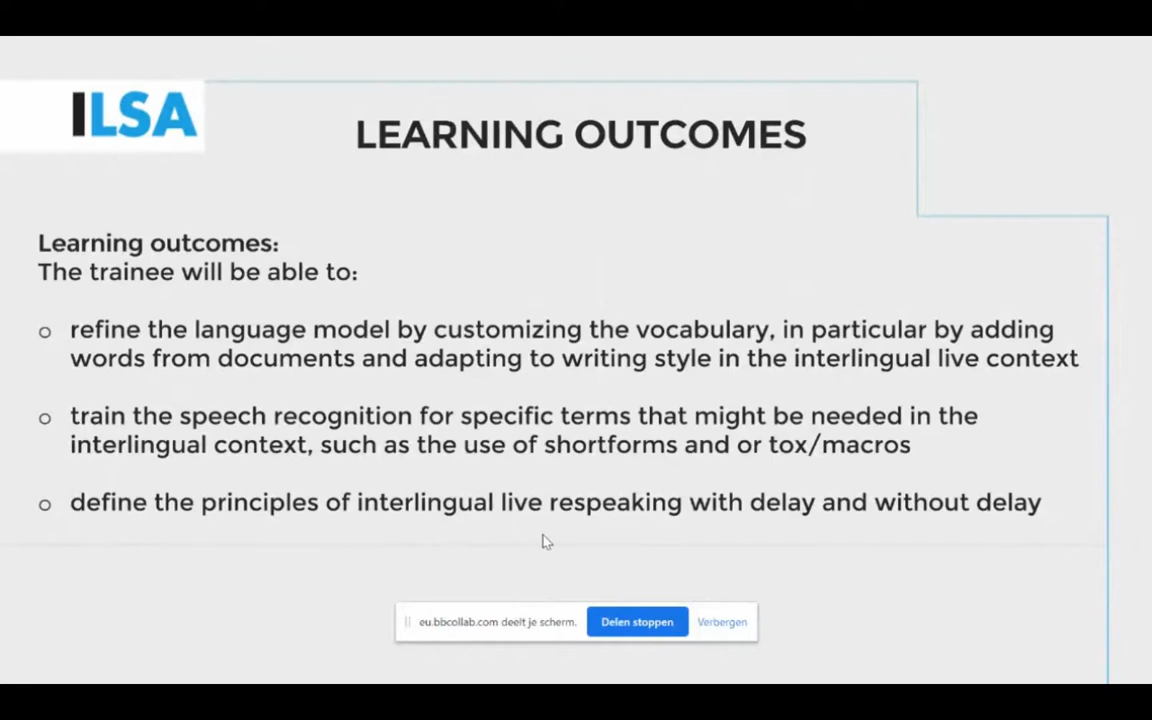 ILSA
LEARNING OUTCOMES
Learning outcomes:
The trainee will be able to:
o refine the language model by customizing the vocabulary, in particular by adding
words from documents and adapting to writing style in the interlingual live context
o train the speech recognition for specific terms that might be needed in the
interlingual context, such as the use of shortforms and or tox/macros
o define the principles of interlingual live respeaking with delay and without delay
eu.bbcollab.com deelt je scherm. Delen stoppen Verbergen